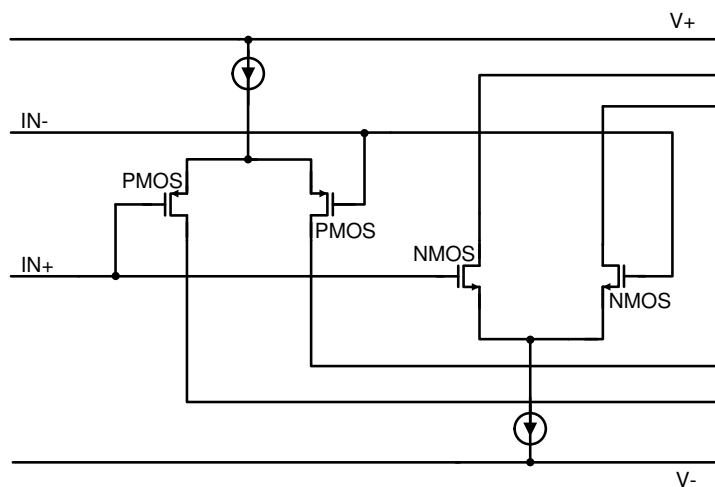 V+
IN-
PMOS
PMOS
NMOS
IN+
NMOS
V-